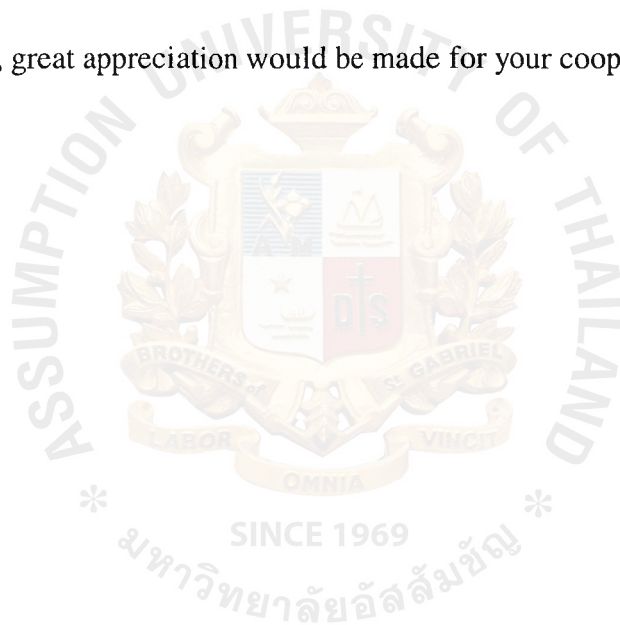 , great appreciation would be made for your coop
ASSUMPTION UNIVERSITY OF THAILAND
A M
D S
BROTHERS of St GABRIEL
LABOR OMNIA VINCIT
SINCE 1969
* มหาวิทยาลัยอัสสัมชัญ *